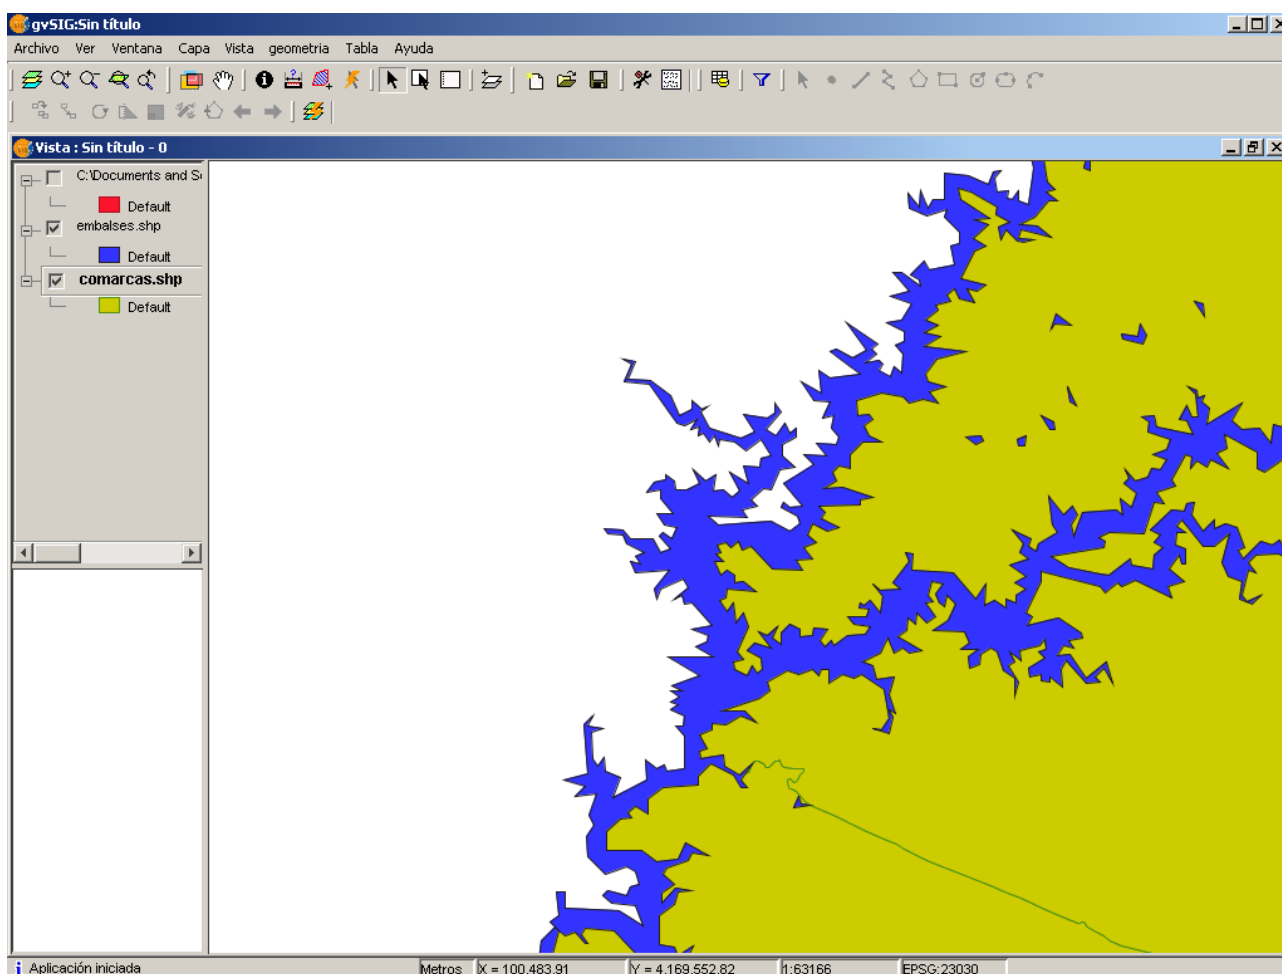 gvSIG:Sin título
Archivo Ver Ventana Capa Vista geometria Tabla Ayuda
Vista : Sin título - 0
C:\Documents and S
Default
embalses.shp
Default
comarcas.shp
Default
Aplicación iniciada Metros X = 100.483.91 Y = 4.169.552.82 1:63166 EPSG:23030